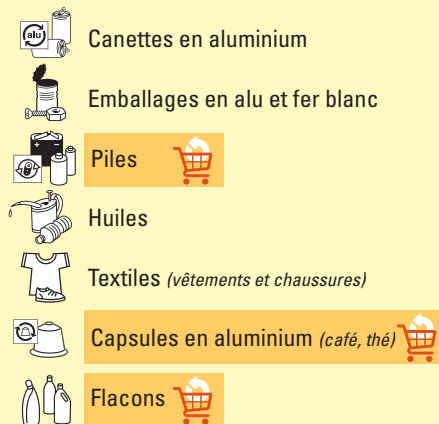 alu
Canettes en aluminium
Emballages en alu et fer blanc
Piles
Huiles
Textiles (vêtements et chaussures)
Capsules en aluminium (café, thé)
Flacons